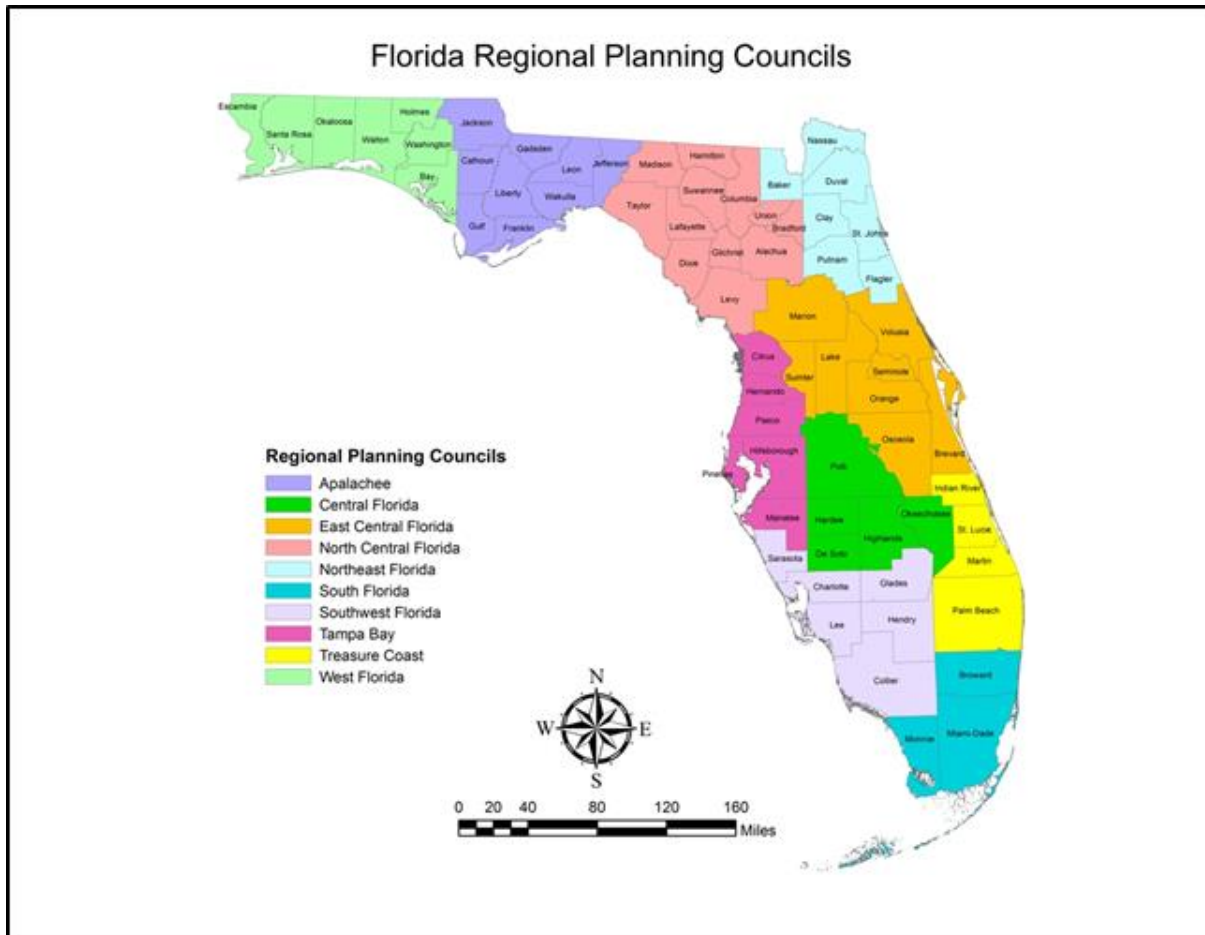 Florida Regional Planning Councils
Escambia
Santa Rosa
Okaloosa
Walton
Holmes
Washington
Bay
Jackson
Calhoun
Gulf
Gadsden
Liberty
Franklin
Leon
Wakulla
Jefferson
Madison
Taylor
Hamilton
Suwannee
Lafayette
Dixie
Columbia
Gilchrist
Levy
Union
Bradford
Alachua
Baker
Nassau
Duval
Clay
St. Johns
Putnam
Flagler
Marion
Volusia
Lake
Sumter
Seminole
Orange
Osceola
Brevard
Citrus
Hernando
Pasco
Hillsborough
Pinellas
Manatee
Polk
Hardee
Highlands
Okeechobee
De Soto
Indian River
St. Lucie
Martin
Palm Beach
Sarasota
Charlotte
Glades
Lee
Hendry
Collier
Broward
Monroe
Miami-Dade
Regional Planning Councils
Apalachee
Central Florida
East Central Florida
North Central Florida
Northeast Florida
South Florida
Southwest Florida
Tampa Bay
Treasure Coast
West Florida
N
W E
S
0 20 40 80 120 160
Miles